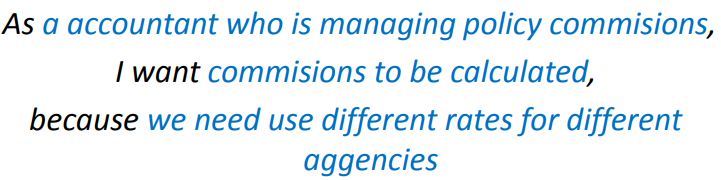 As a accountant who is managing policy commisions,
I want commisions to be calculated,
because we need use different rates for different
aggencies